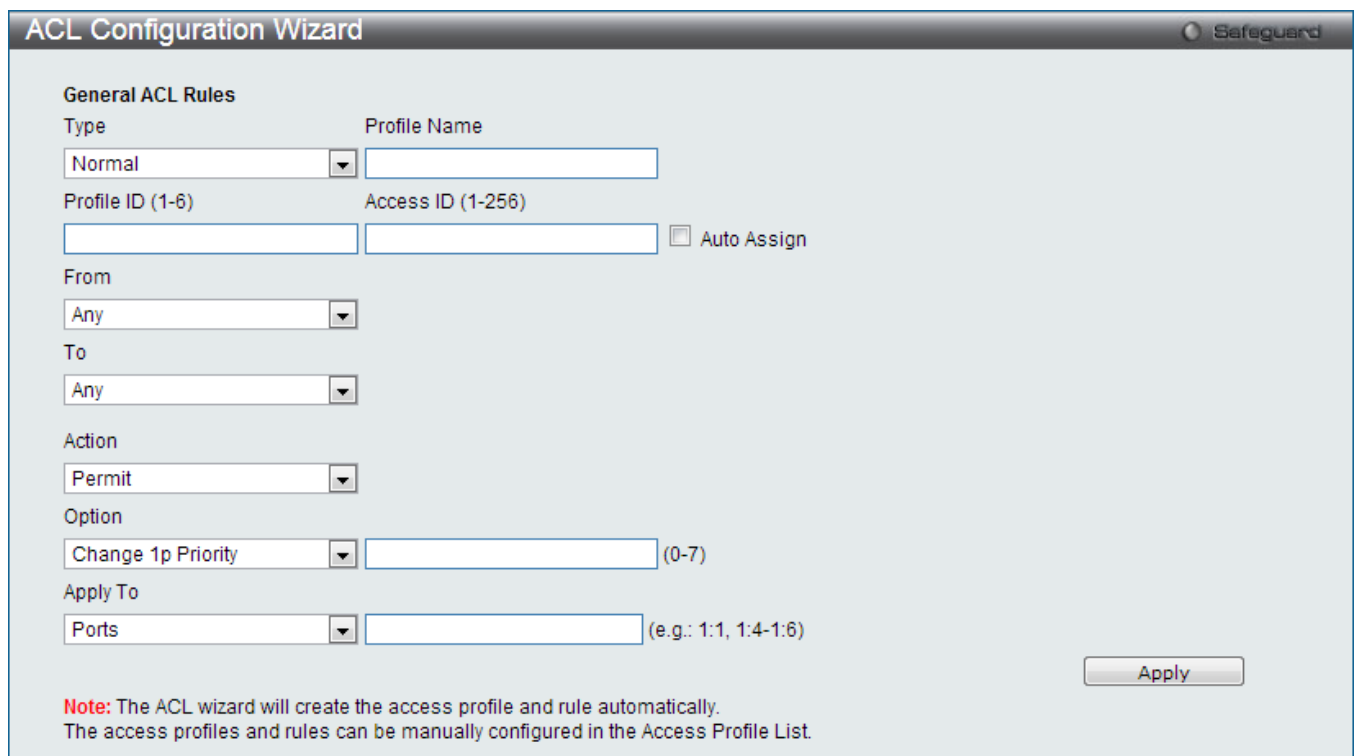 ACL Configuration Wizard Safeguard
General ACL Rules
Type Profile Name
Normal
Profile ID (1-6) Access ID (1-256)
Auto Assign
From
Any
To
Any
Action
Permit
Option
Change 1p Priority (0-7)
Apply To
Ports (e.g.: 1:1, 1:4-1:6)
Apply
Note: The ACL wizard will create the access profile and rule automatically.
The access profiles and rules can be manually configured in the Access Profile List.